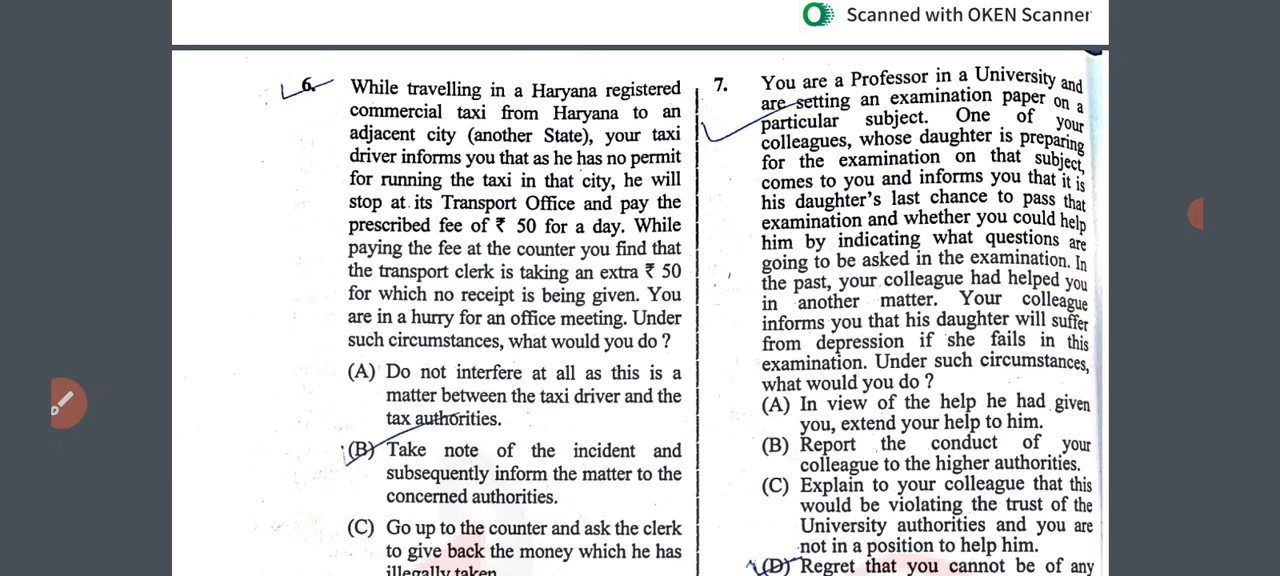 Scanned with OKEN Scanner
6. While travelling in a Haryana registered
commercial taxi from Haryana to an
adjacent city (another State), your taxi
driver informs you that as he has no permit
for running the taxi in that city, he will
stop at its Transport Office and pay the
prescribed fee of ₹ 50 for a day. While
paying the fee at the counter you find that
the transport clerk is taking an extra ₹ 50
for which no receipt is being given. You
are in a hurry for an office meeting. Under
such circumstances, what would you do ?
(A) Do not interfere at all as this is a
matter between the taxi driver and the
tax authorities.
(B) Take note of the incident and
subsequently inform the matter to the
concerned authorities.
(C) Go up to the counter and ask the clerk
to give back the money which he has
illegally taken
7. You are a Professor in a University and
are setting an examination paper on a
particular subject. One of your
colleagues, whose daughter is preparing
for the examination on that subject,
comes to you and informs you that it is
his daughter's last chance to pass that
examination and whether you could help
him by indicating what questions are
going to be asked in the examination. In
the past, your colleague had helped you
in another matter. Your colleague
informs you that his daughter will suffer
from depression if she fails in this
examination. Under such circumstances,
what would you do ?
(A) In view of the help he had given
you, extend your help to him.
(B) Report the conduct of your
colleague to the higher authorities.
(C) Explain to your colleague that this
would be violating the trust of the
University authorities and you are
not in a position to help him.
(D) Regret that you cannot be of any